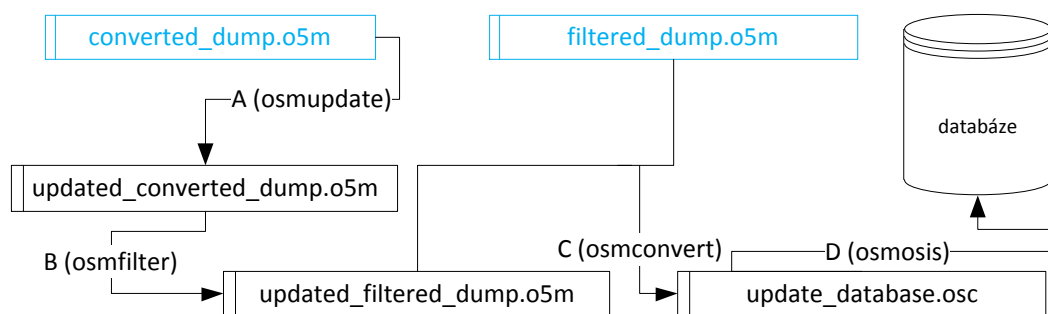 converted_dump.o5m
filtered_dump.o5m
A (osmupdate)
databáze
updated_converted_dump.o5m
B (osmfilter)
C (osmconvert)
D (osmosis)
updated_filtered_dump.o5m
update_database.osc